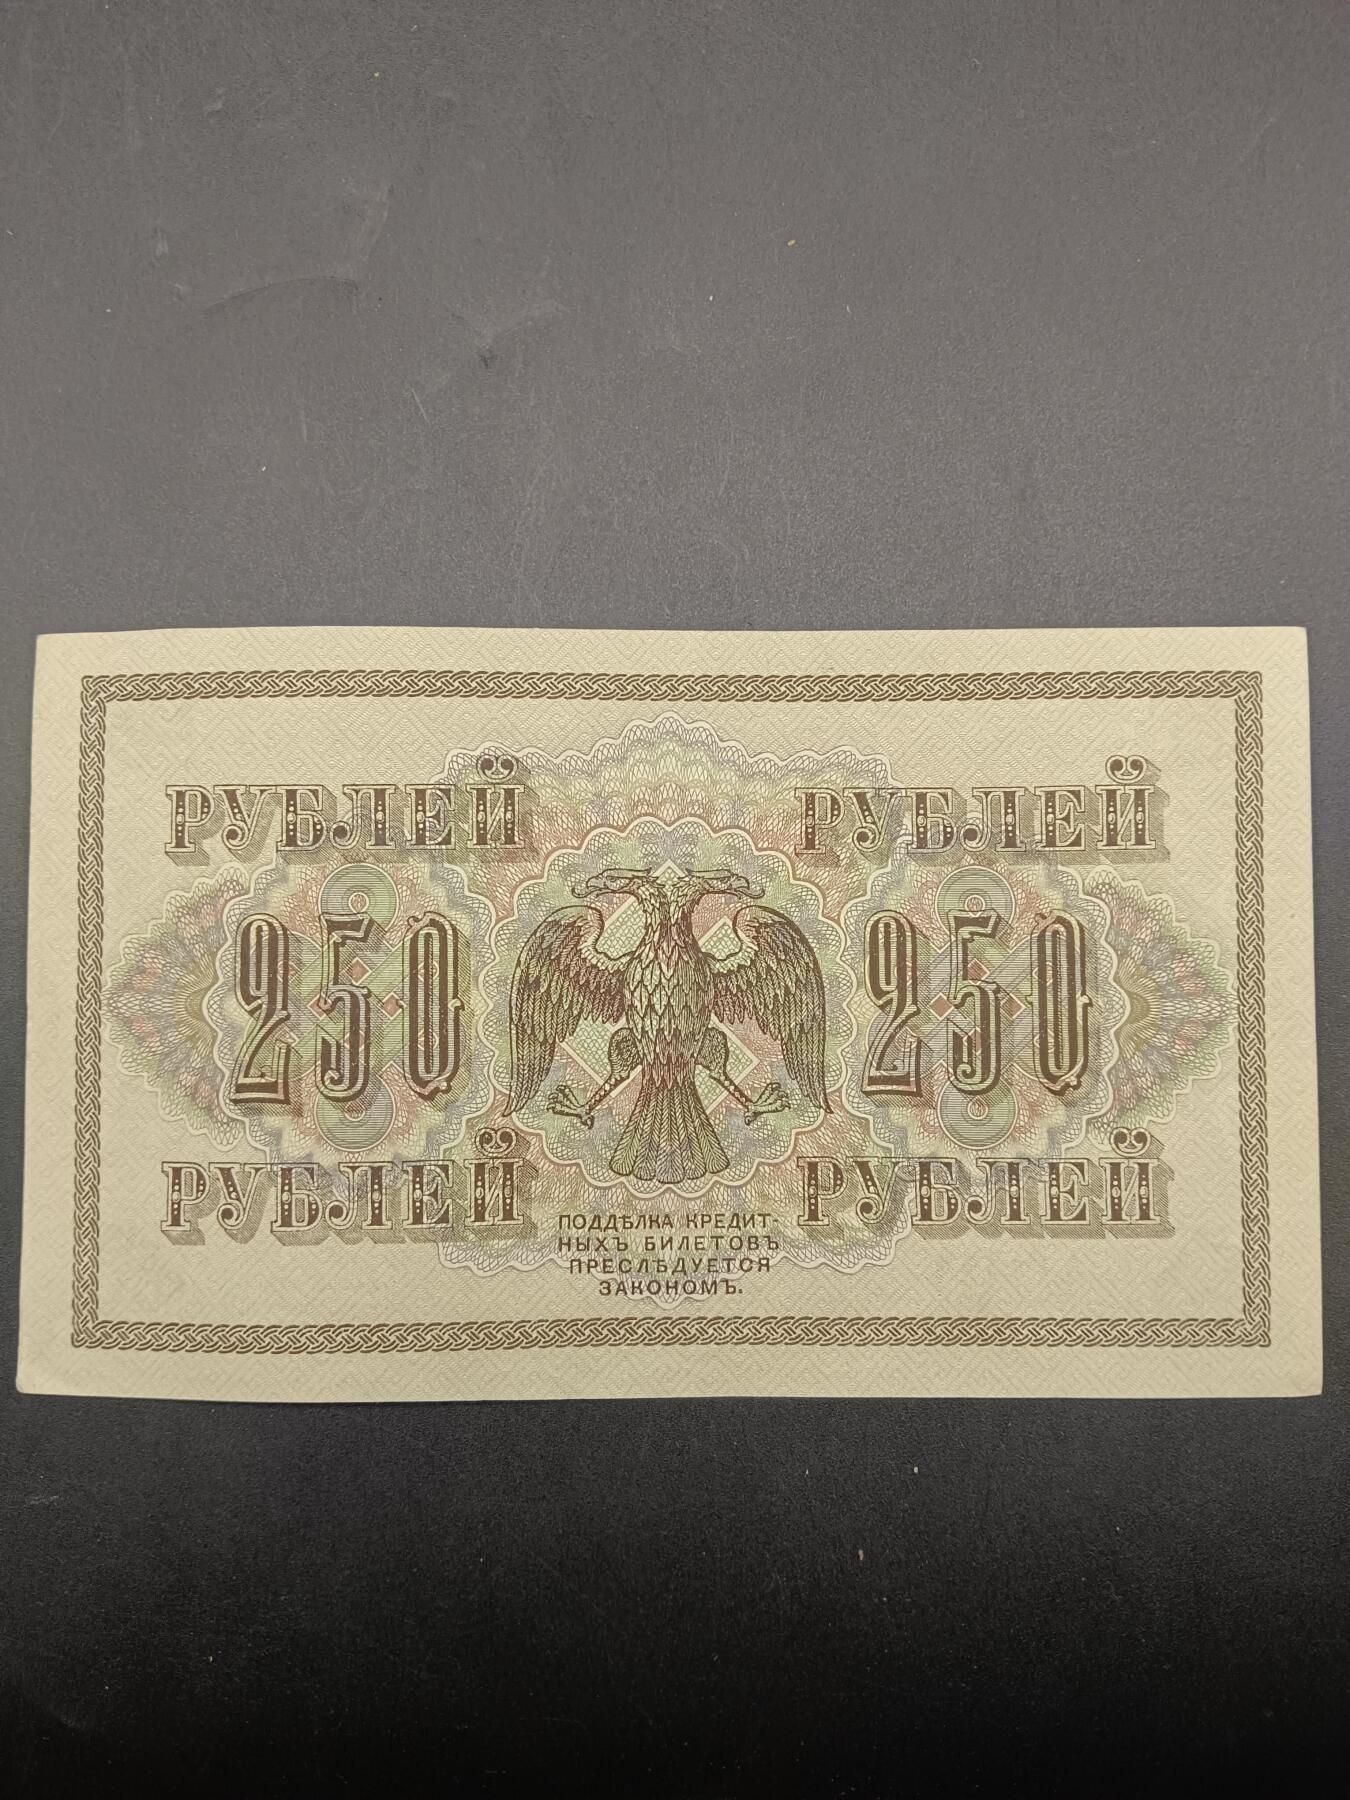 РУБЛЕЙ РУБЛЕЙ
250 250
РУБЛЕЙ РУБЛЕЙ
ПОДДѢЛКА КРЕДИТ-
НЫХЪ БИЛЕТОВЪ
ПРЕСЛѢДУЕТСЯ
ЗАКОНОМЪ.